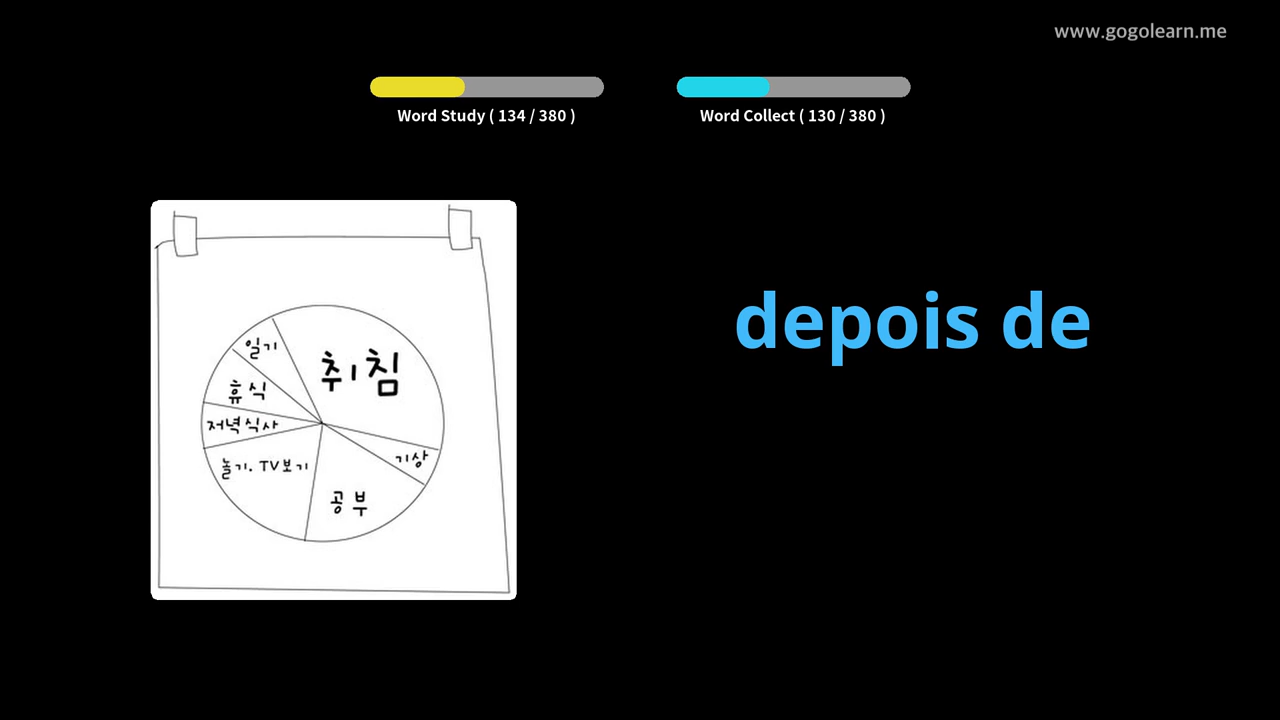 www.gogolearn.me
Word Study ( 134 / 380 )
Word Collect ( 130 / 380 )
일기
취침
휴식
저녁식사
놀기. TV보기
기상
공부
depois de